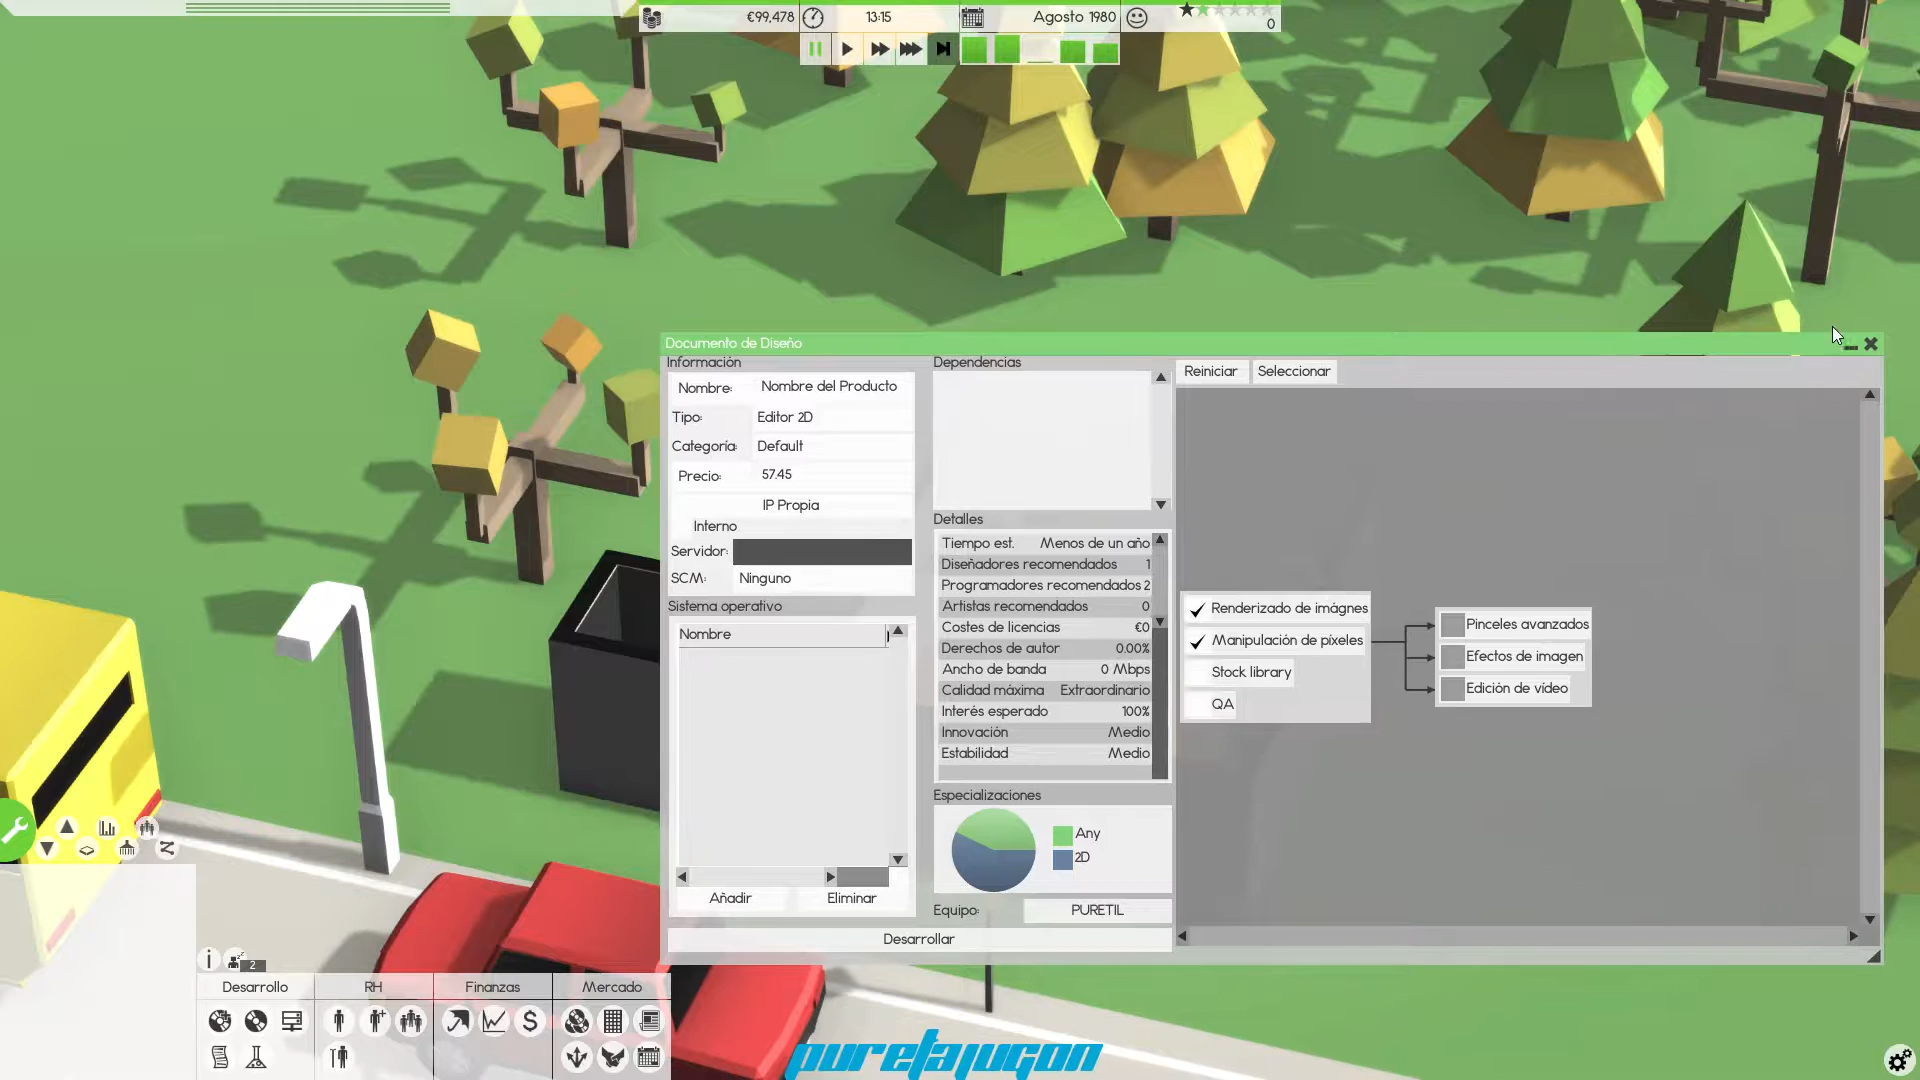 €99,478
13:15
Agosto 1980
0
Documento de Diseño
Información
Nombre: Nombre del Producto
Tipo: Editor 2D
Categoría: Default
Precio: 57.45
IP Propia
Interno
Servidor:
SCM: Ninguno
Sistema operativo
Nombre
Añadir Eliminar
Desarrollar
Dependencias
Detalles
Tiempo est. Menos de un año
Diseñadores recomendados 1
Programadores recomendados 2
Artistas recomendados 0
Costes de licencias €0
Derechos de autor 0.00%
Ancho de banda 0 Mbps
Calidad máxima Extraordinario
Interés esperado 100%
Innovación Medio
Estabilidad Medio
Especializaciones
Any
2D
Equipo: PURETIL
Reiniciar Seleccionar
Renderizado de imágnes
Manipulación de píxeles
Stock library
QA
Pinceles avanzados
Efectos de imagen
Edición de vídeo
2
Desarrollo RH Finanzas Mercado
puretajugon